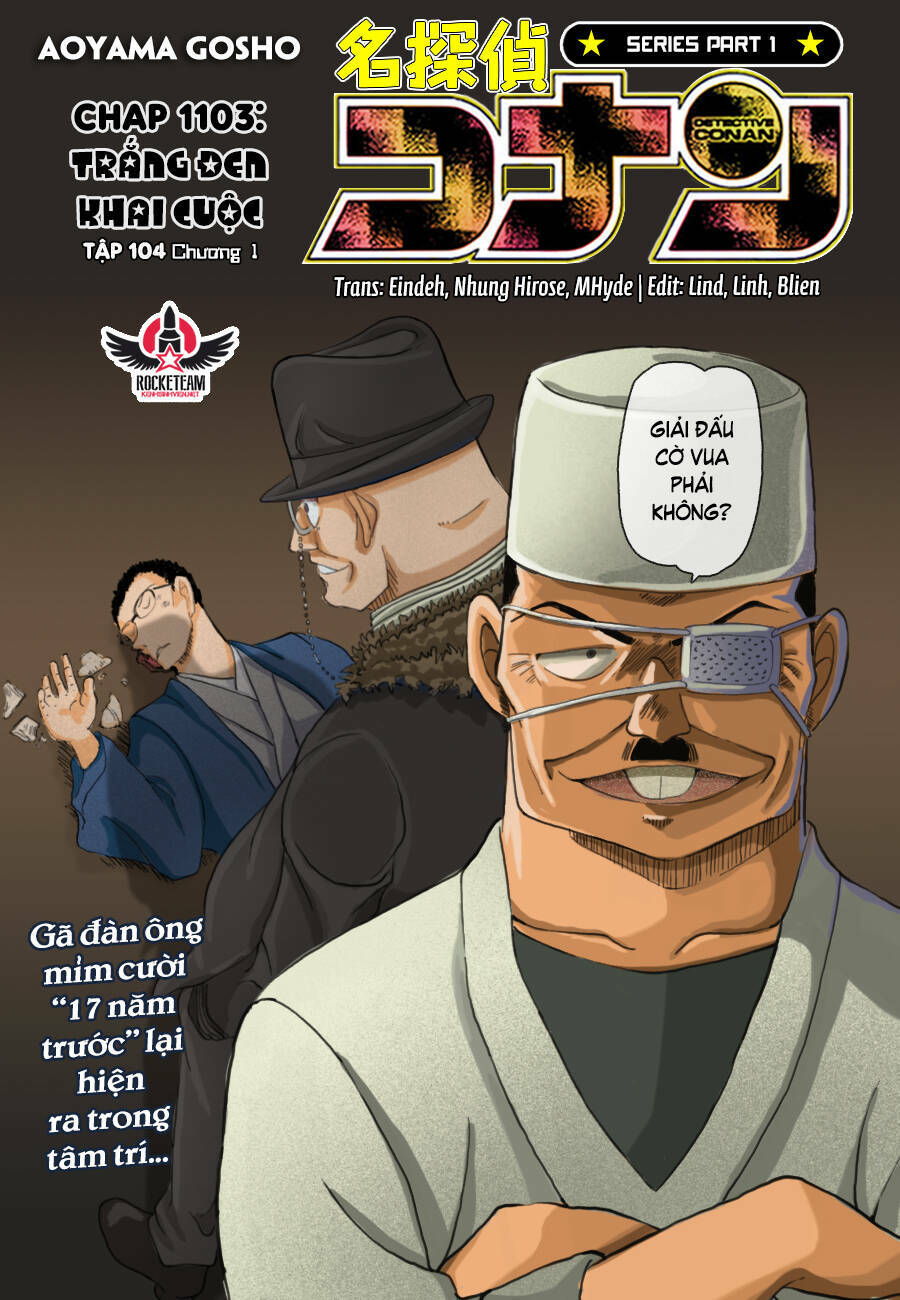 AOYAMA GOSHO
名探偵
★ SERIES PART 1 ★
コナン
DETECTIVE
CONAN
CHAP 1103:
TRẮNG ĐEN
KHAI CUỘC
TẬP 104 Chương 1
Trans: Eindeh, Nhung Hirose, MHyde | Edit: Lind, Linh, Blien
ROCKETEAM
KENHSINHVIEN.NET
GIẢI ĐẤU
CỜ VUA
PHẢI
KHÔNG?
Gã đàn ông
mỉm cười
“17 năm
trước” lại
hiện
ra trong
tâm trí...